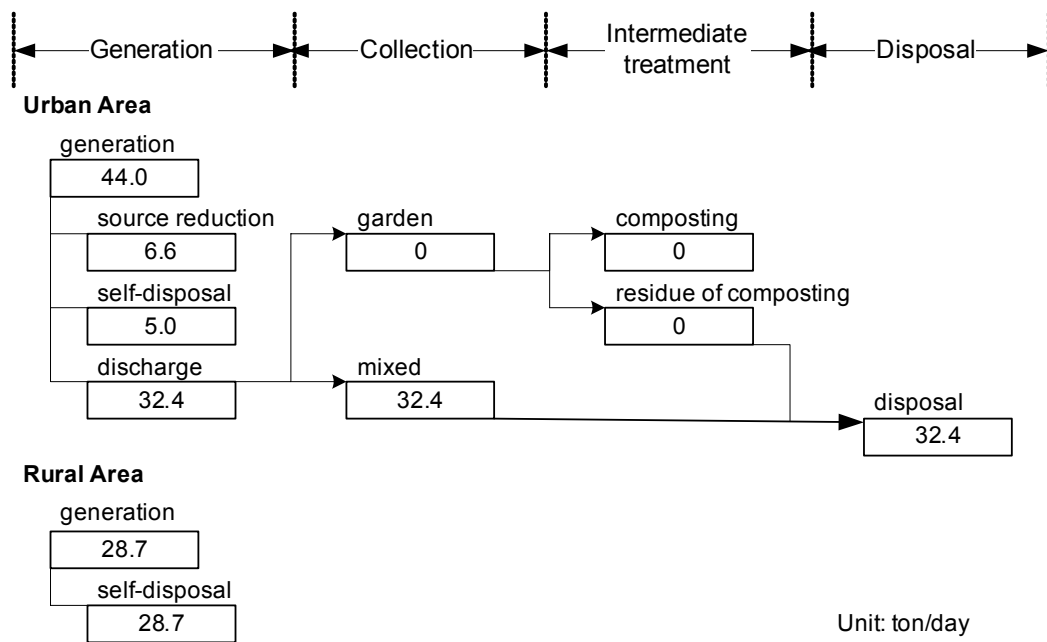 Generation
Collection
Intermediate
treatment
Disposal
Urban Area
generation
44.0
source reduction
6.6
garden
0
composting
0
self-disposal
5.0
residue of composting
0
discharge
32.4
mixed
32.4
disposal
32.4
Rural Area
generation
28.7
self-disposal
28.7
Unit: ton/day